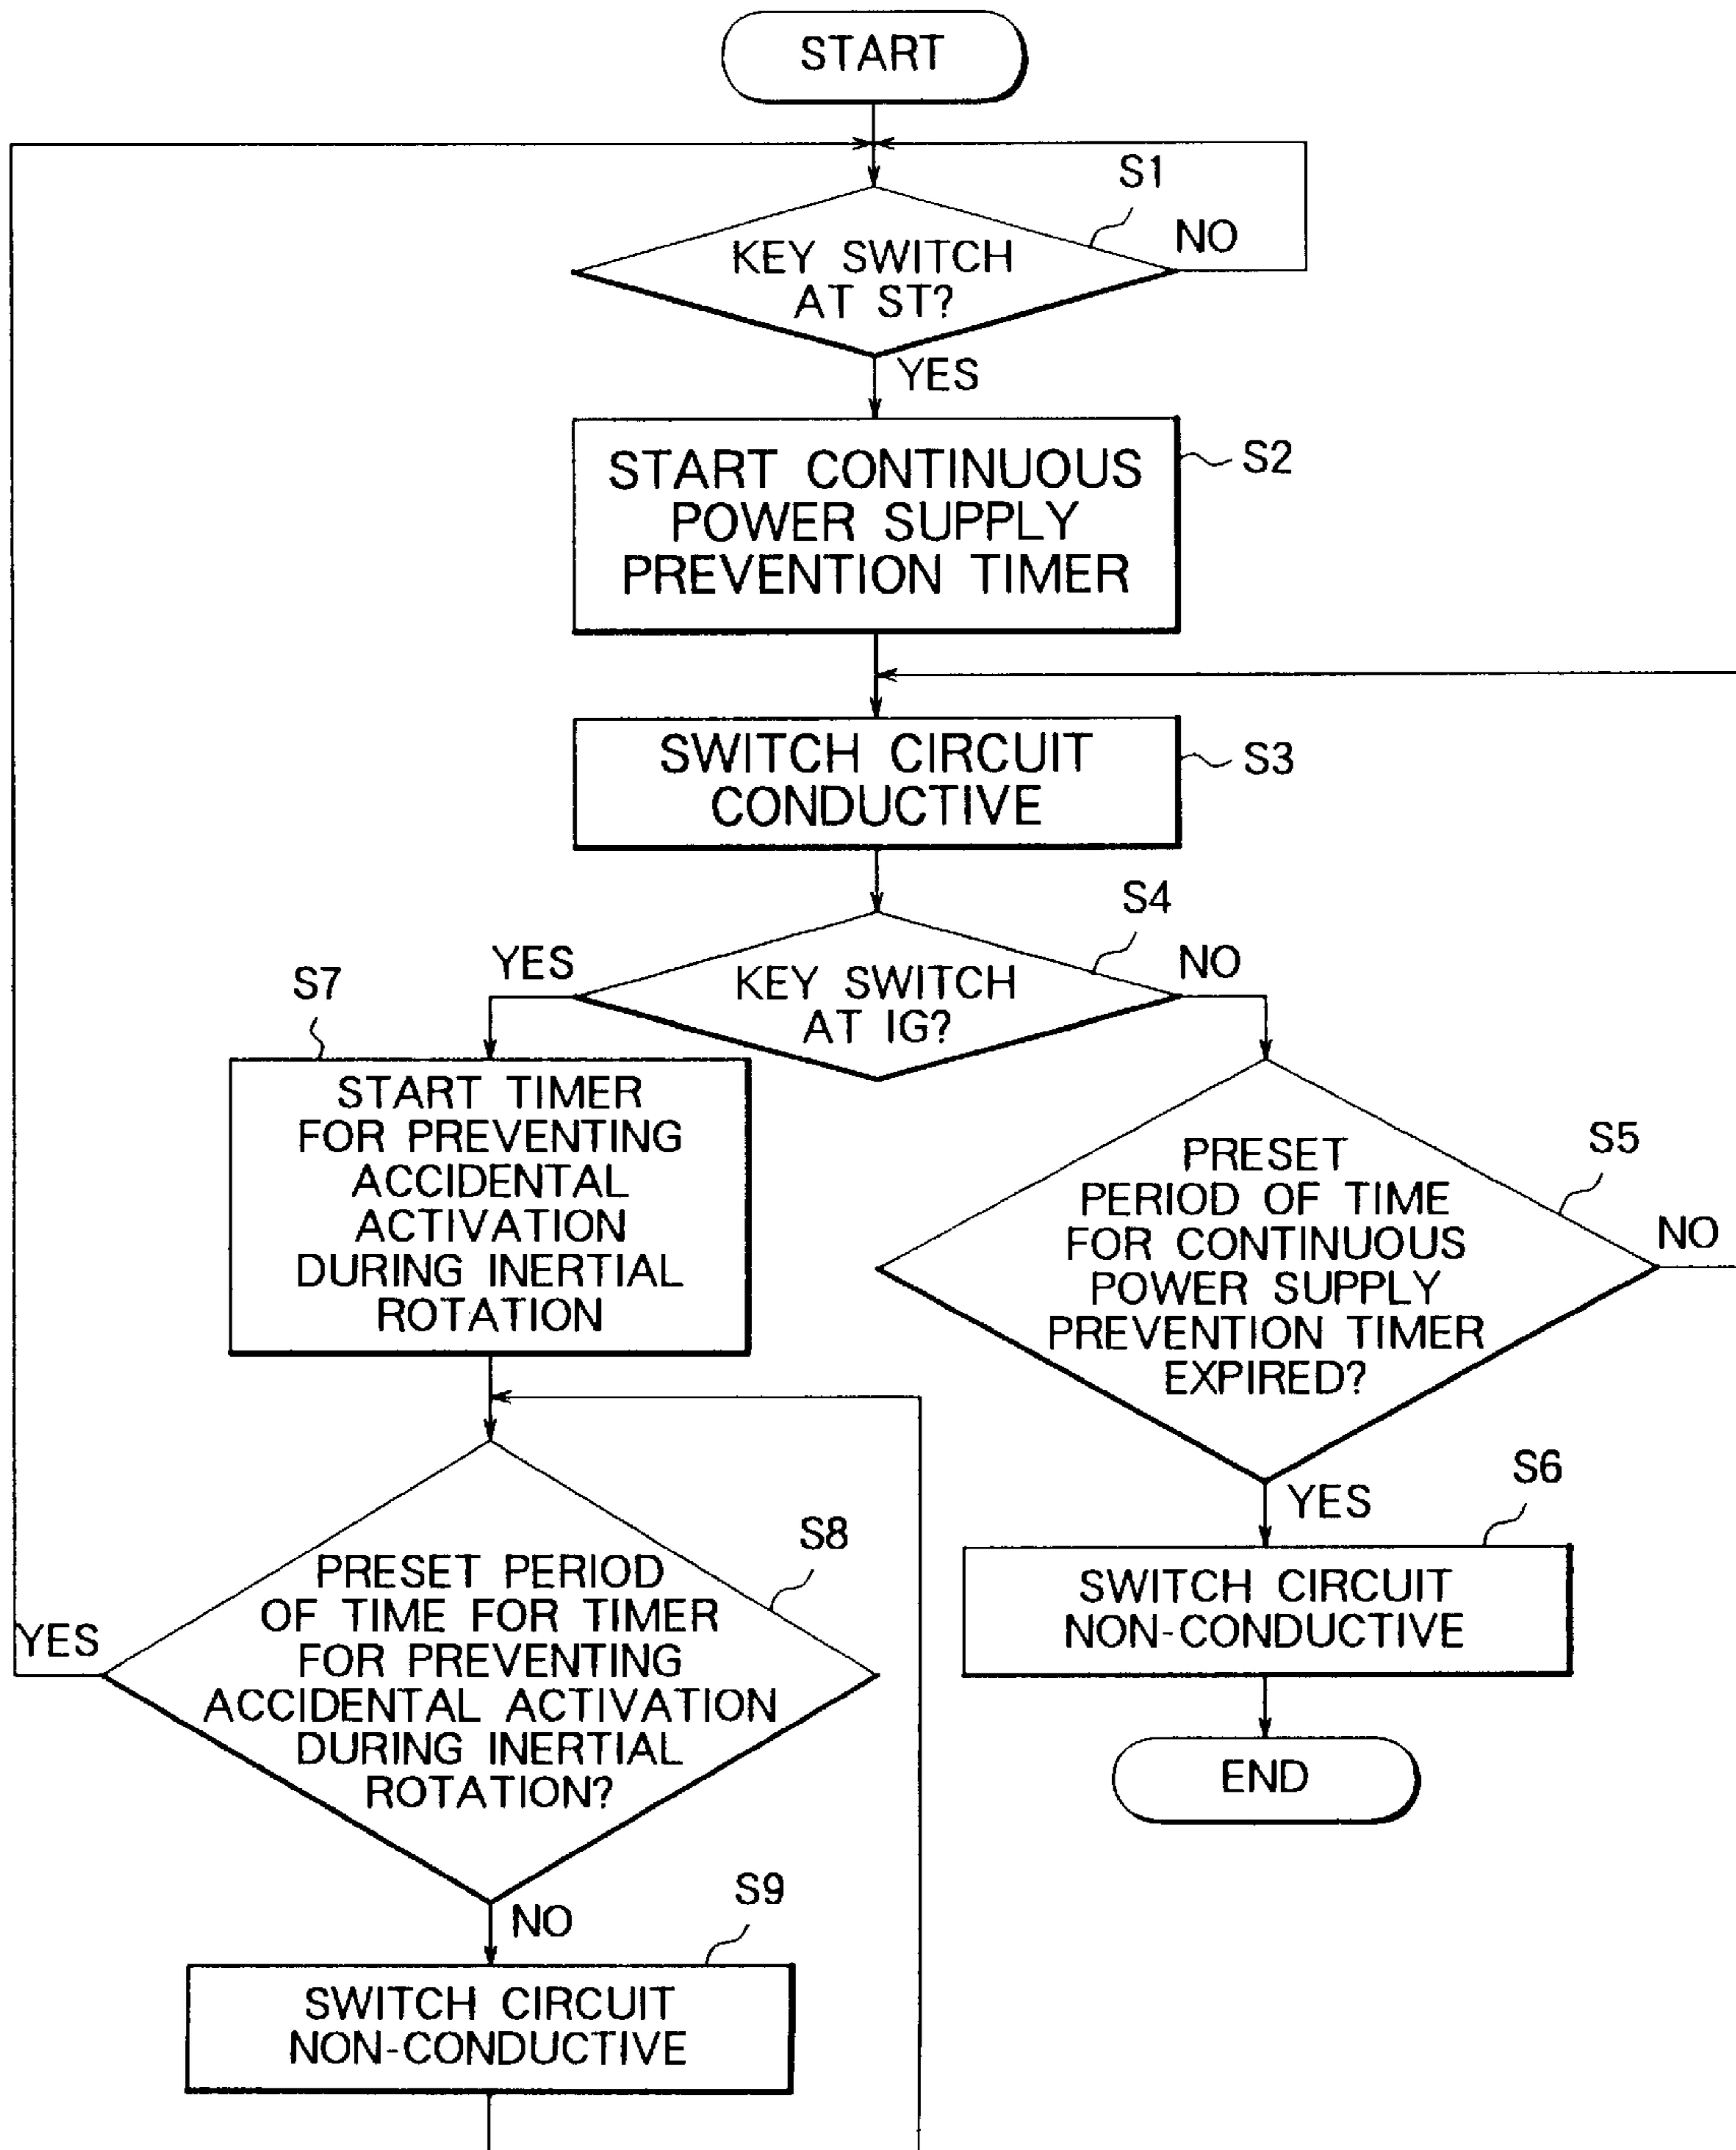 START
S1
NO
KEY SWITCH
AT ST?
YES
START CONTINUOUS
POWER SUPPLY
PREVENTION TIMER
S2
SWITCH CIRCUIT
CONDUCTIVE
S3
S4
YES
NO
KEY SWITCH
AT IG?
S7
START TIMER
FOR PREVENTING
ACCIDENTAL
ACTIVATION
DURING INERTIAL
ROTATION
S5
PRESET
PERIOD OF TIME
FOR CONTINUOUS
POWER SUPPLY
PREVENTION TIMER
EXPIRED?
NO
YES
S6
SWITCH CIRCUIT
NON-CONDUCTIVE
END
S8
PRESET PERIOD
OF TIME FOR TIMER
FOR PREVENTING
ACCIDENTAL ACTIVATION
DURING INERTIAL
ROTATION?
YES
NO
S9
SWITCH CIRCUIT
NON-CONDUCTIVE